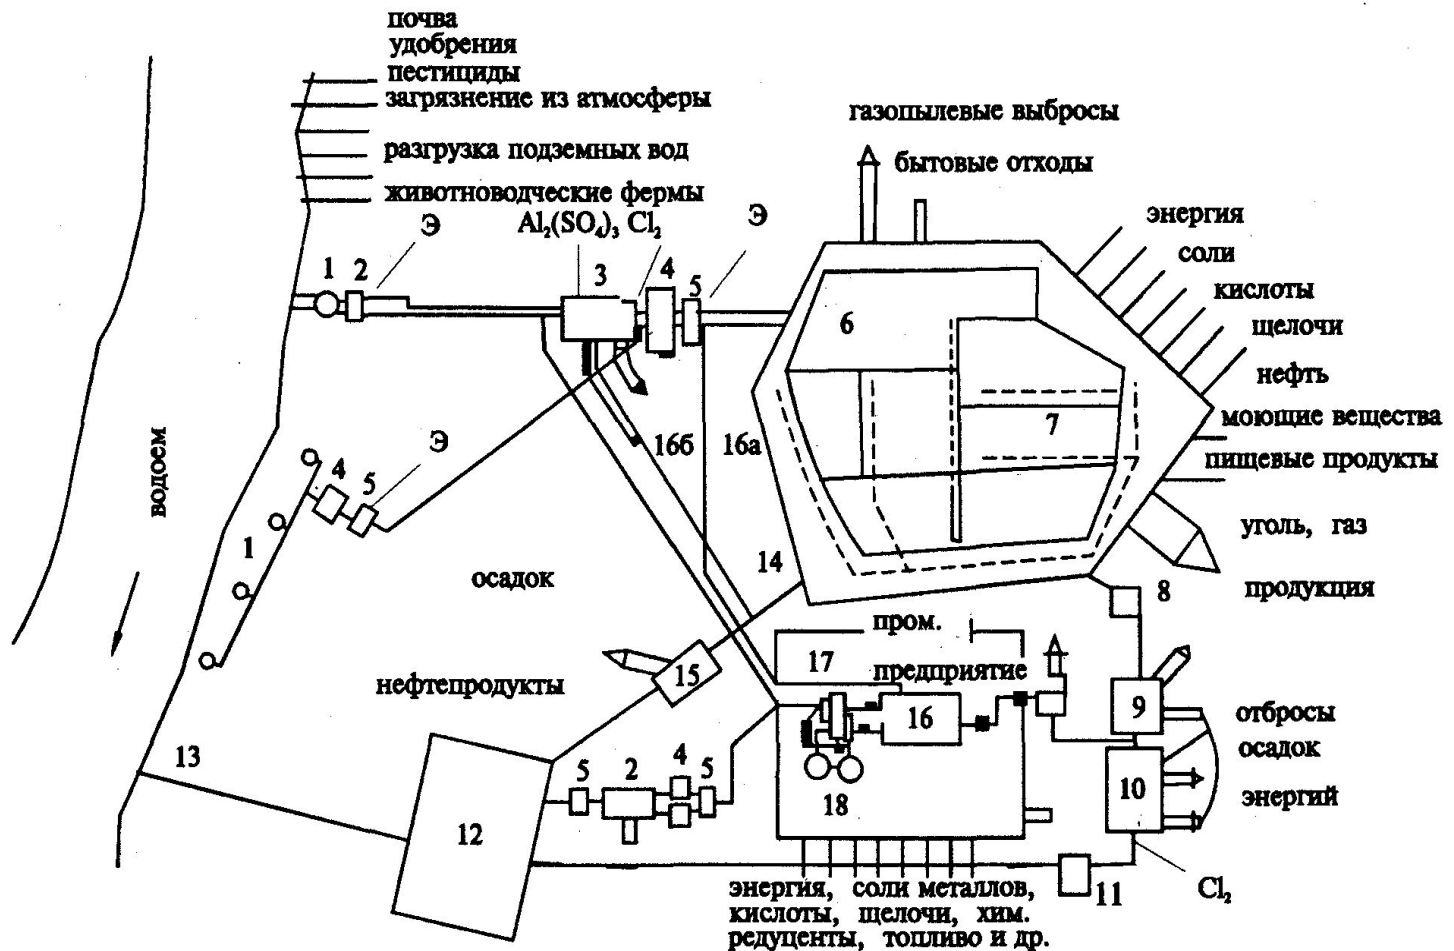 почва
удобрения
пестициды
загрязнение из атмосферы
разгрузка подземных вод
животноводческие фермы
Э
Al₂(SO₄)₃ Cl₂
Э
газопылевые выбросы
бытовые отходы
энергия
соли
кислоты
щелочи
нефть
моющие вещества
пищевые продукты
уголь, газ
продукция
1
2
3
4
5
6
7
водоем
1
4
5
Э
16б
16а
14
осадок
8
нефтепродукты
15
17
пром.
предприятие
16
18
9
отбросы
осадок
10
энергий
13
12
5
2
4
5
11
Cl₂
энергия, соли металлов,
кислоты, щелочи, хим.
редуценты, топливо и др.